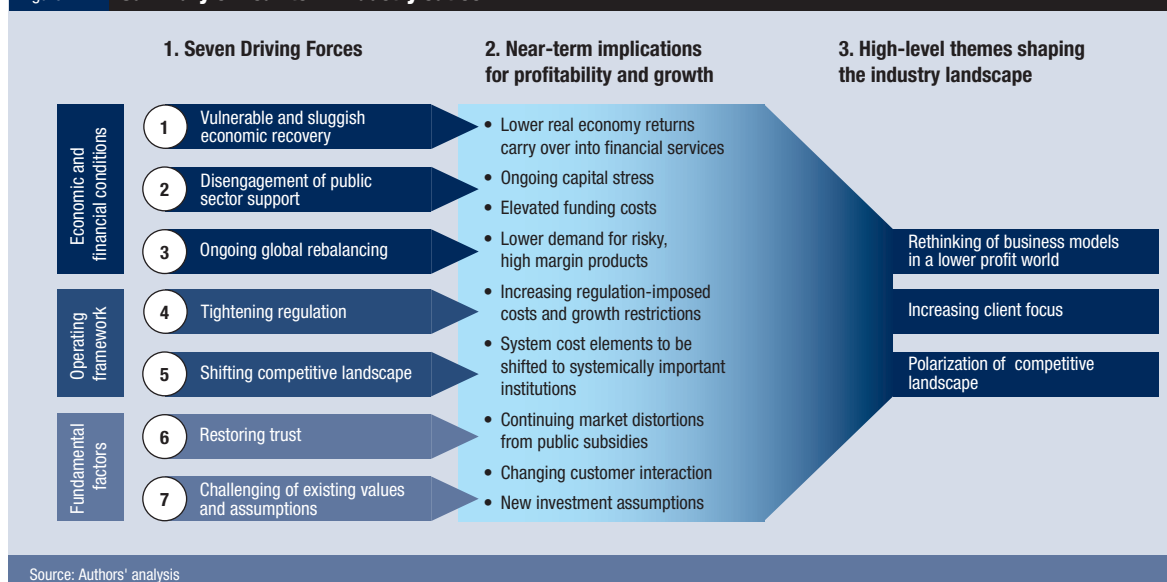 1. Seven Driving Forces
2. Near-term implications
for profitability and growth
3. High-level themes shaping
the industry landscape
Economic and
financial conditions
1
Vulnerable and sluggish
economic recovery
2
Disengagement of public
sector support
3
Ongoing global rebalancing
Operating
framework
4
Tightening regulation
5
Shifting competitive landscape
Fundamental
factors
6
Restoring trust
7
Challenging of existing values
and assumptions
• Lower real economy returns
carry over into financial services
• Ongoing capital stress
• Elevated funding costs
• Lower demand for risky,
high margin products
• Increasing regulation-imposed
costs and growth restrictions
• System cost elements to be
shifted to systemically important
institutions
• Continuing market distortions
from public subsidies
• Changing customer interaction
• New investment assumptions
Rethinking of business models
in a lower profit world
Increasing client focus
Polarization of competitive
landscape
Source: Authors' analysis